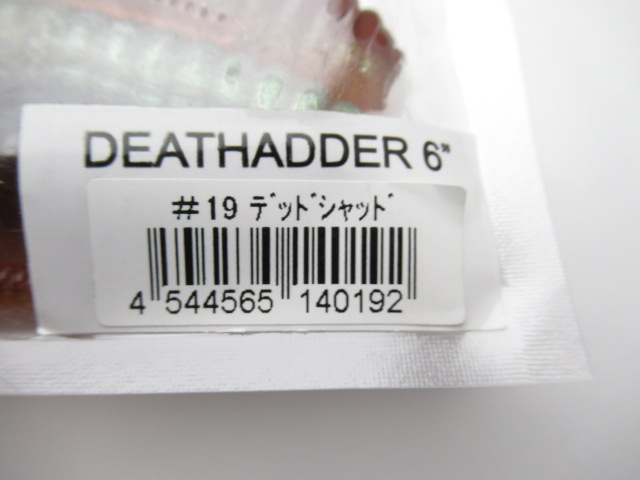 DEATHADDER 6"
#19 ﾃﾞｯﾄﾞｼｬｯﾄﾞ
4 544565 140192